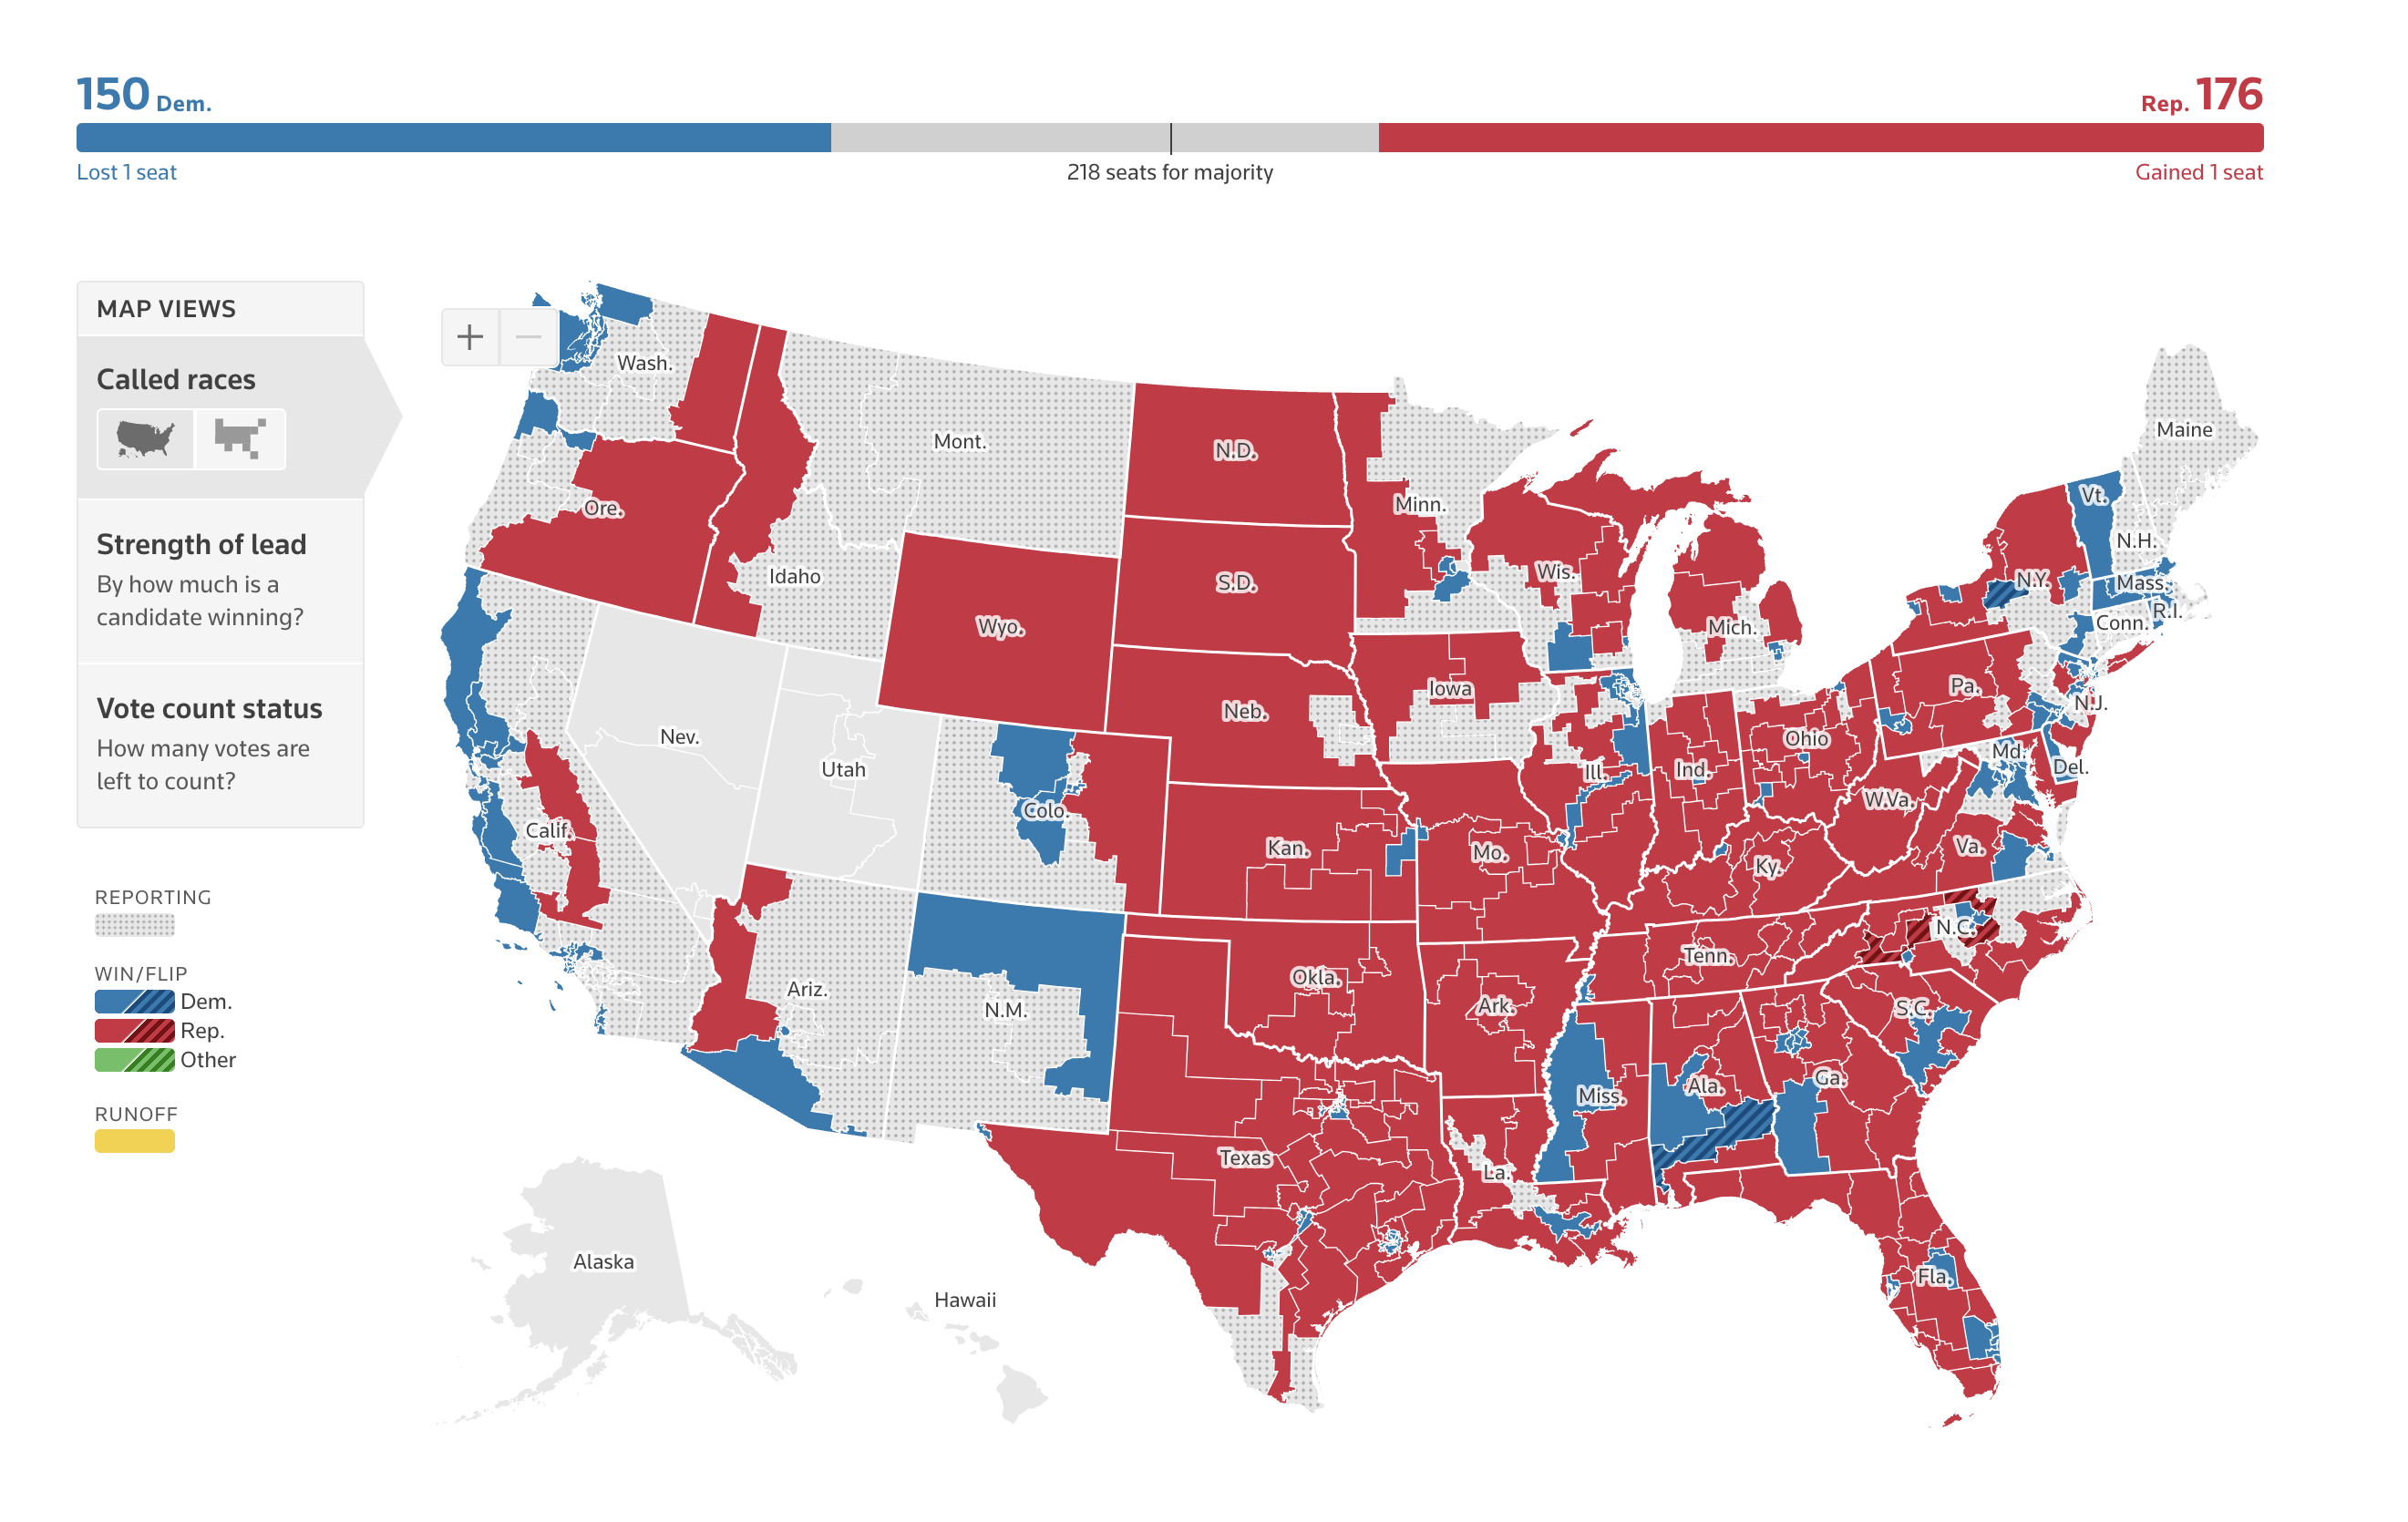 150 Dem.
Rep. 176
Lost 1 seat
218 seats for majority
Gained 1 seat
MAP VIEWS
Called races
Strength of lead
By how much is a
candidate winning?
Vote count status
How many votes are
left to count?
REPORTING
WIN/FLIP
Dem.
Rep.
Other
RUNOFF
+
−
Wash.
Mont.
N.D.
Maine
Ore.
Minn.
Vt.
N.H.
Idaho
S.D.
Wis.
N.Y.
Mass.
R.I.
Wyo.
Mich.
Conn.
Nev.
Utah
Neb.
Iowa
Pa.
N.J.
Calif.
Colo.
Kan.
Mo.
Ill.
Ind.
Ohio
W.Va.
Md.
Del.
Ky.
Va.
Ariz.
N.M.
Okla.
Ark.
Tenn.
N.C.
S.C.
Texas
La.
Miss.
Ala.
Ga.
Alaska
Hawaii
Fla.